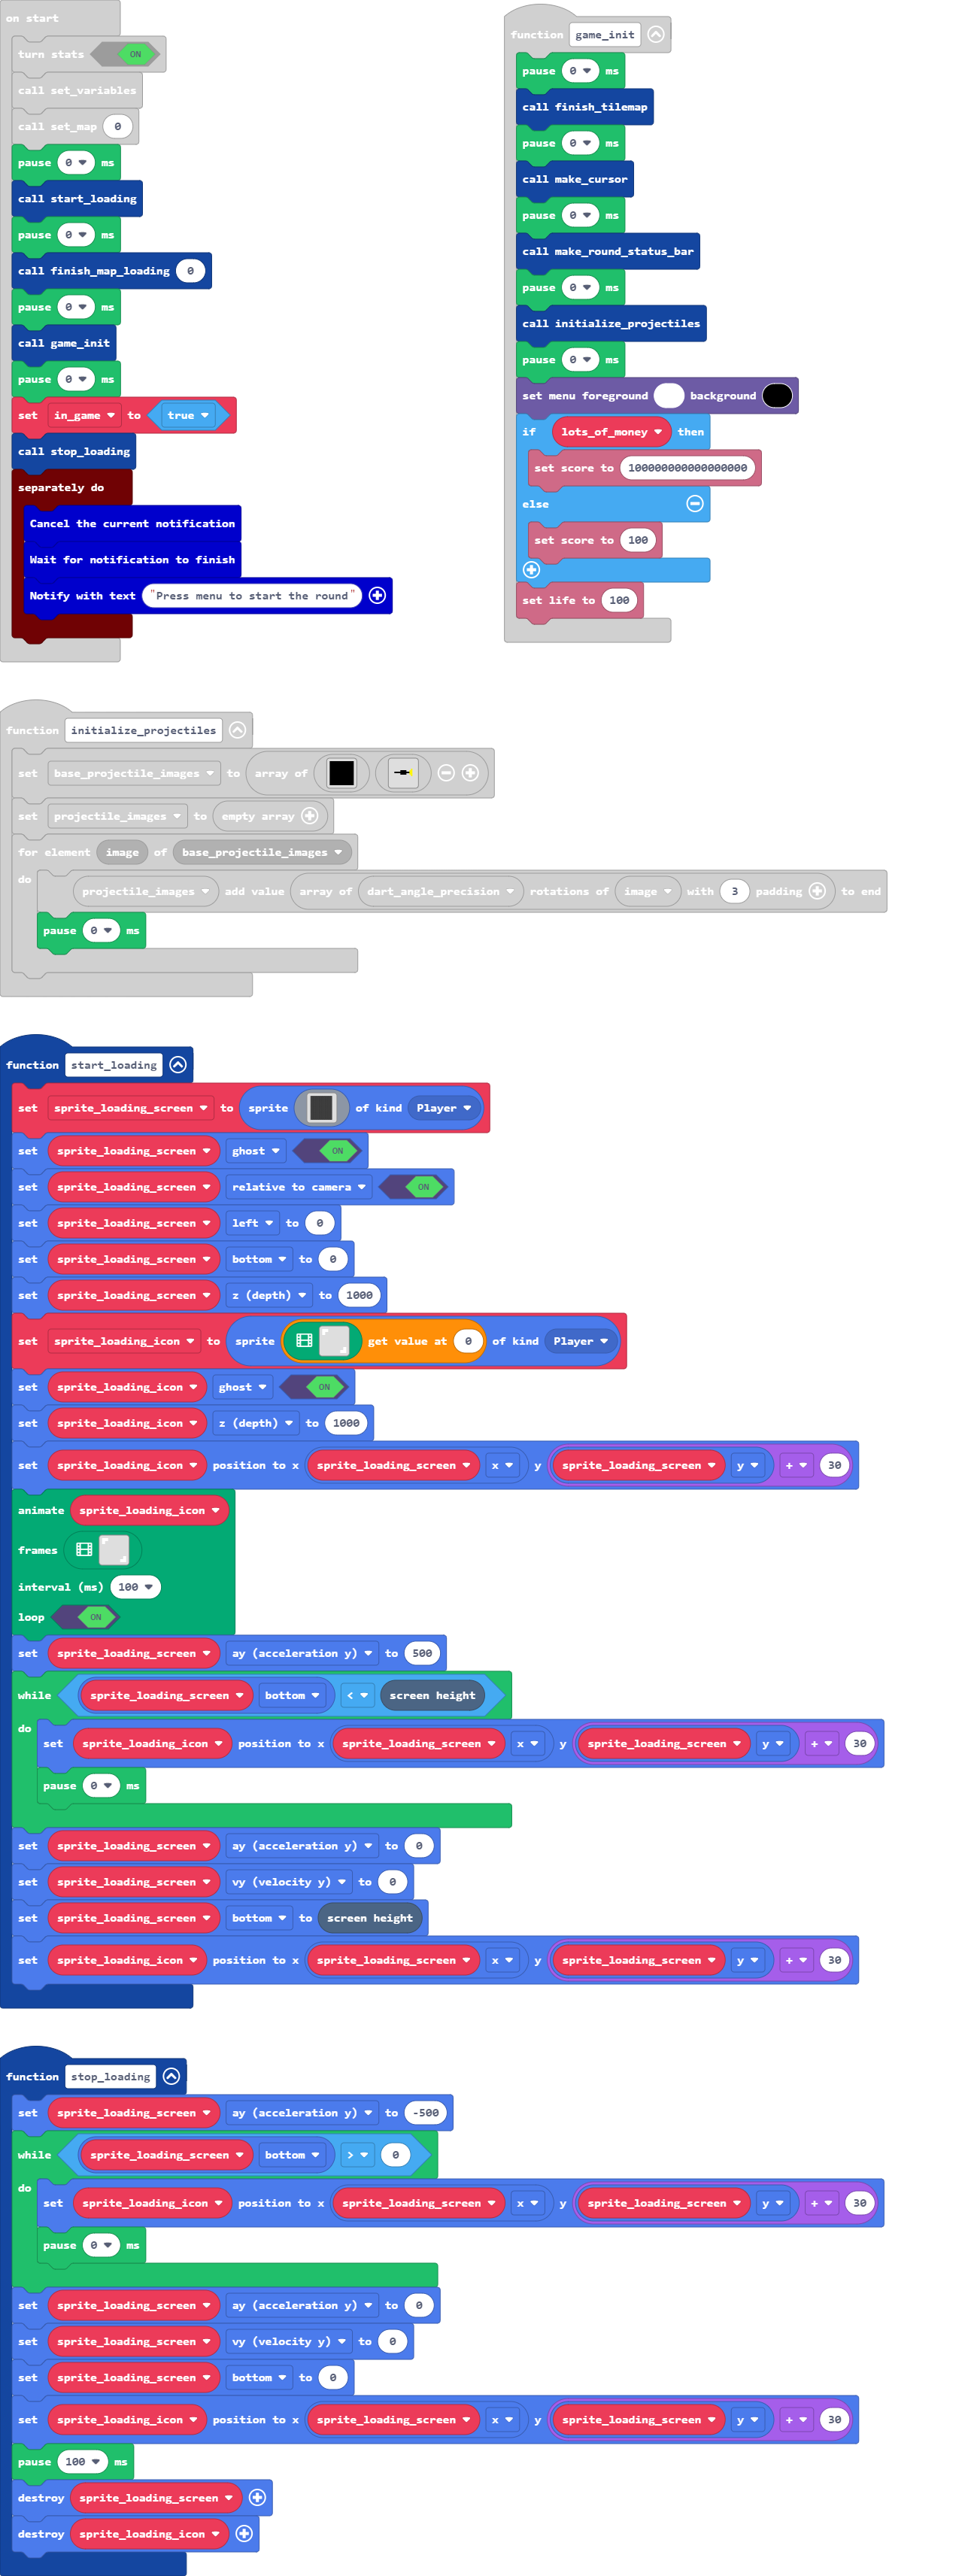 on start
turn stats ON
call set_variables
call set_map 0
pause 0 ms
call start_loading
pause 0 ms
call finish_map_loading 0
pause 0 ms
call game_init
pause 0 ms
set in_game to true
call stop_loading
separately do
Cancel the current notification
Wait for notification to finish
Notify with text "Press menu to start the round"
function game_init
pause 0 ms
call finish_tilemap
pause 0 ms
call make_cursor
pause 0 ms
call make_round_status_bar
pause 0 ms
call initialize_projectiles
pause 0 ms
set menu foreground background
if lots_of_money then
set score to 100000000000000000
else
set score to 100
set life to 100
function initialize_projectiles
set base_projectile_images to array of
set projectile_images to empty array
for element image of base_projectile_images
do
projectile_images add value array of dart_angle_precision rotations of image with 3 padding to end
pause 0 ms
function start_loading
set sprite_loading_screen to sprite of kind Player
set sprite_loading_screen ghost ON
set sprite_loading_screen relative to camera ON
set sprite_loading_screen left to 0
set sprite_loading_screen bottom to 0
set sprite_loading_screen z (depth) to 1000
set sprite_loading_icon to sprite get value at 0 of kind Player
set sprite_loading_icon ghost ON
set sprite_loading_icon z (depth) to 1000
set sprite_loading_icon position to x sprite_loading_screen x y sprite_loading_screen y + 30
animate sprite_loading_icon
frames
interval (ms) 100
loop ON
set sprite_loading_screen ay (acceleration y) to 500
while sprite_loading_screen bottom < screen height
do
set sprite_loading_icon position to x sprite_loading_screen x y sprite_loading_screen y + 30
pause 0 ms
set sprite_loading_screen ay (acceleration y) to 0
set sprite_loading_screen vy (velocity y) to 0
set sprite_loading_screen bottom to screen height
set sprite_loading_icon position to x sprite_loading_screen x y sprite_loading_screen y + 30
function stop_loading
set sprite_loading_screen ay (acceleration y) to -500
while sprite_loading_screen bottom > 0
do
set sprite_loading_icon position to x sprite_loading_screen x y sprite_loading_screen y + 30
pause 0 ms
set sprite_loading_screen ay (acceleration y) to 0
set sprite_loading_screen vy (velocity y) to 0
set sprite_loading_screen bottom to 0
set sprite_loading_icon position to x sprite_loading_screen x y sprite_loading_screen y + 30
pause 100 ms
destroy sprite_loading_screen
destroy sprite_loading_icon